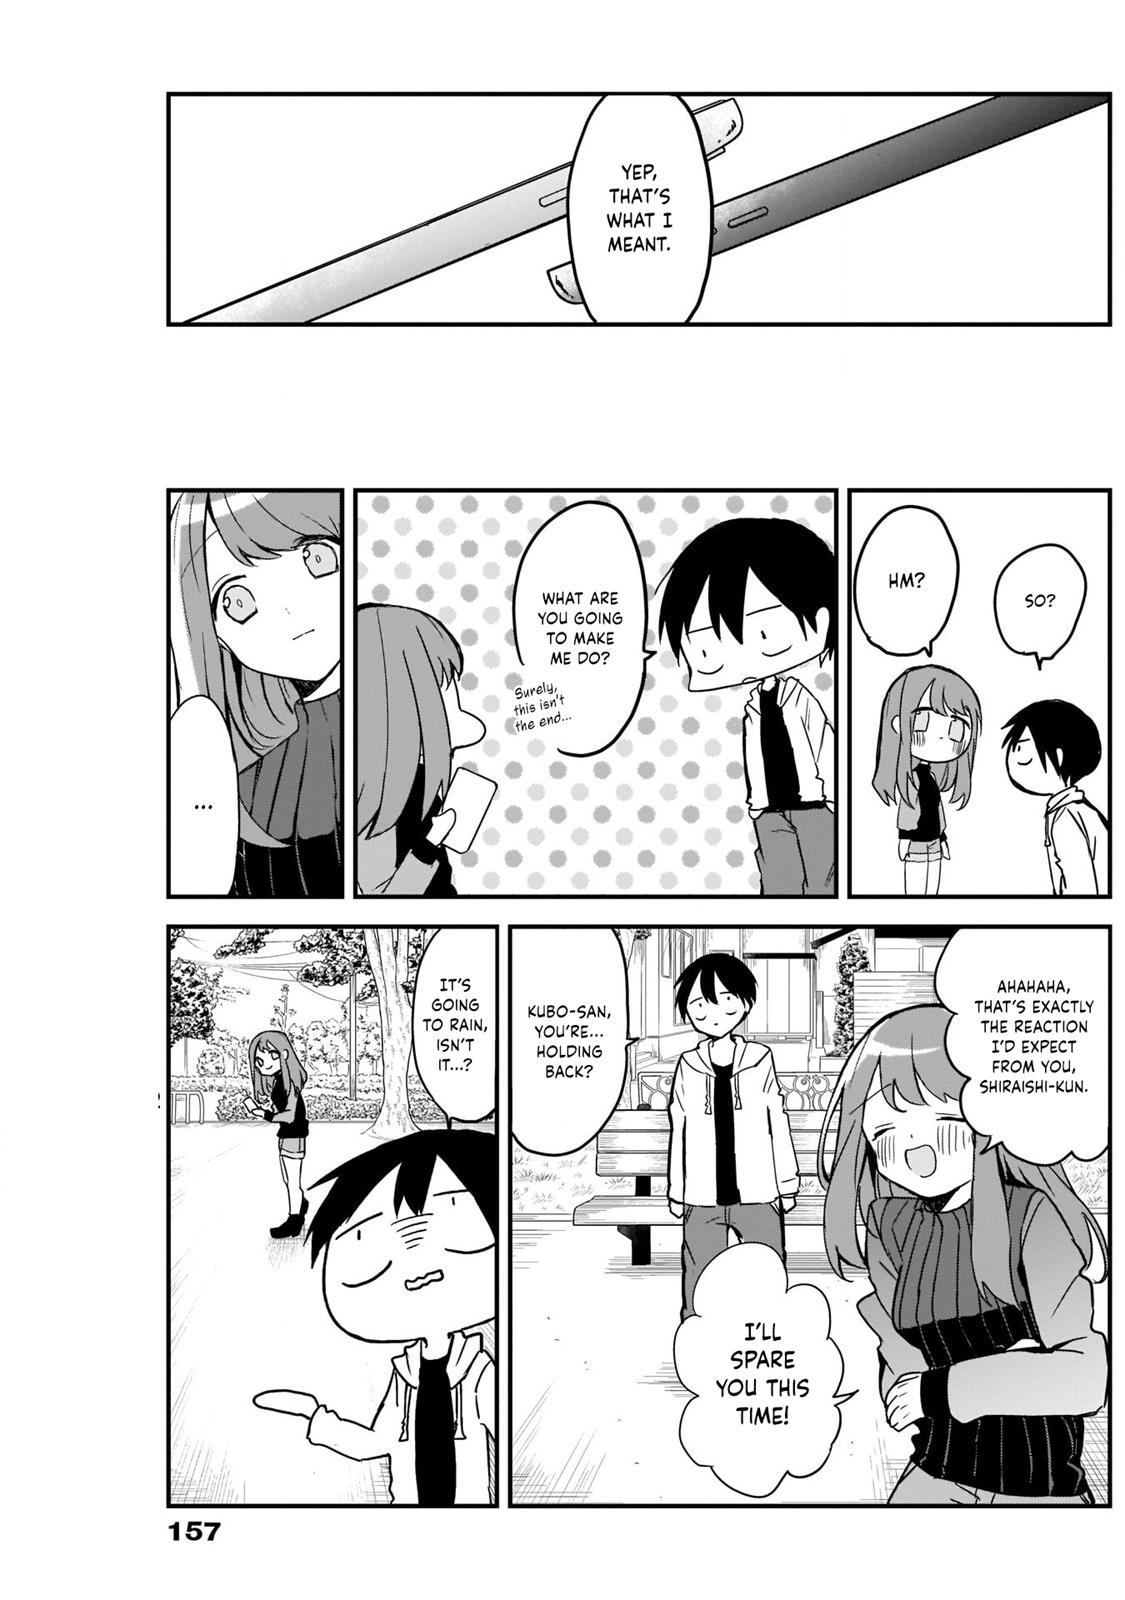 YEP,
THAT'S
WHAT I
MEANT.
SO?
HM?
WHAT ARE
YOU GOING
TO MAKE
ME DO?
Surely,
this isn't
the end...
...
AHAHAHA,
THAT'S EXACTLY
THE REACTION
I'D EXPECT
FROM YOU,
SHIRAISHI-KUN.
KUBO-SAN,
YOU'RE...
HOLDING
BACK?
I'LL
SPARE
YOU THIS
TIME!
IT'S
GOING
TO RAIN,
ISN'T
IT...?
157